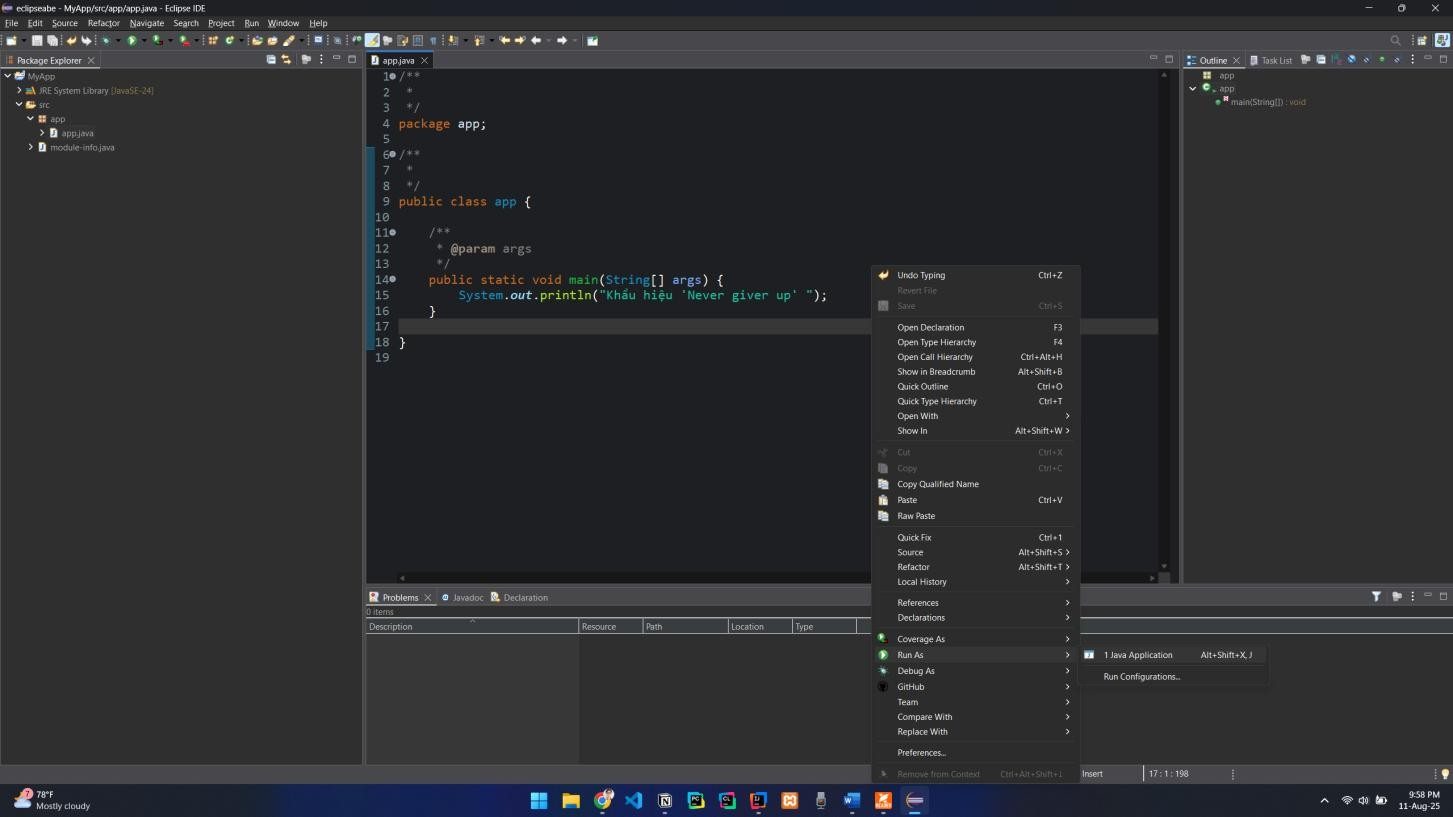 eclipseabe - MyApp/src/app/app.java - Eclipse IDE
File Edit Source Refactor Navigate Search Project Run Window Help
Package Explorer
MyApp
JRE System Library [JavaSE-24]
src
app
app.java
module-info.java
app.java
1 /**
2 *
3 */
4 package app;
5
6 /**
7 *
8 */
9 public class app {
10
11 /**
12 * @param args
13 */
14 public static void main(String[] args) {
15 System.out.println("Khẩu hiệu 'Never giver up' ");
16 }
17
18 }
19
Outline Task List
app
app
main(String[]) : void
Undo Typing Ctrl+Z
Revert File
Save Ctrl+S
Open Declaration F3
Open Type Hierarchy F4
Open Call Hierarchy Ctrl+Alt+H
Show in Breadcrumb Alt+Shift+B
Quick Outline Ctrl+O
Quick Type Hierarchy Ctrl+T
Open With
Show In Alt+Shift+W
Cut Ctrl+X
Copy Ctrl+C
Copy Qualified Name
Paste Ctrl+V
Raw Paste
Quick Fix Ctrl+1
Source Alt+Shift+S
Refactor Alt+Shift+T
Local History
References
Declarations
Coverage As
Run As
Debug As
GitHub
Team
Compare With
Replace With
Preferences...
Remove from Context Ctrl+Alt+Shift+↓
1 Java Application Alt+Shift+X, J
Run Configurations...
Problems Javadoc Declaration
0 items
Description Resource Path Location Type
Insert 17 : 1 : 198
7
78°F
Mostly cloudy
9:58 PM
11-Aug-25